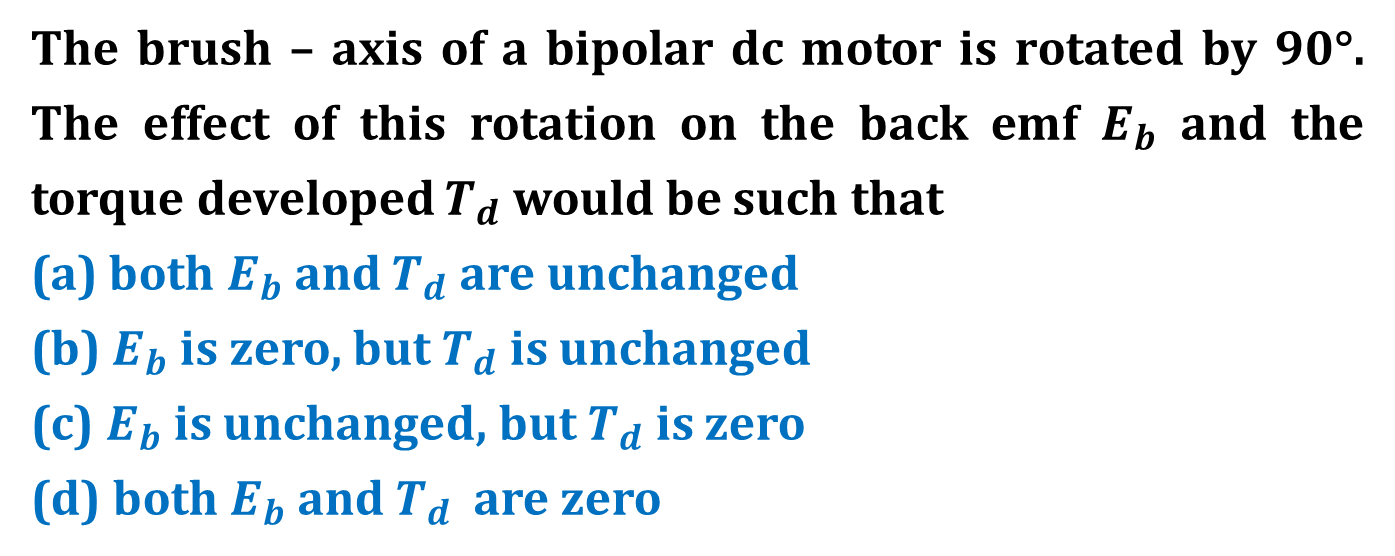 The brush – axis of a bipolar dc motor is rotated by 90°.
The effect of this rotation on the back emf E_b and the
torque developed T_d would be such that
(a) both E_b and T_d are unchanged
(b) E_b is zero, but T_d is unchanged
(c) E_b is unchanged, but T_d is zero
(d) both E_b and T_d are zero